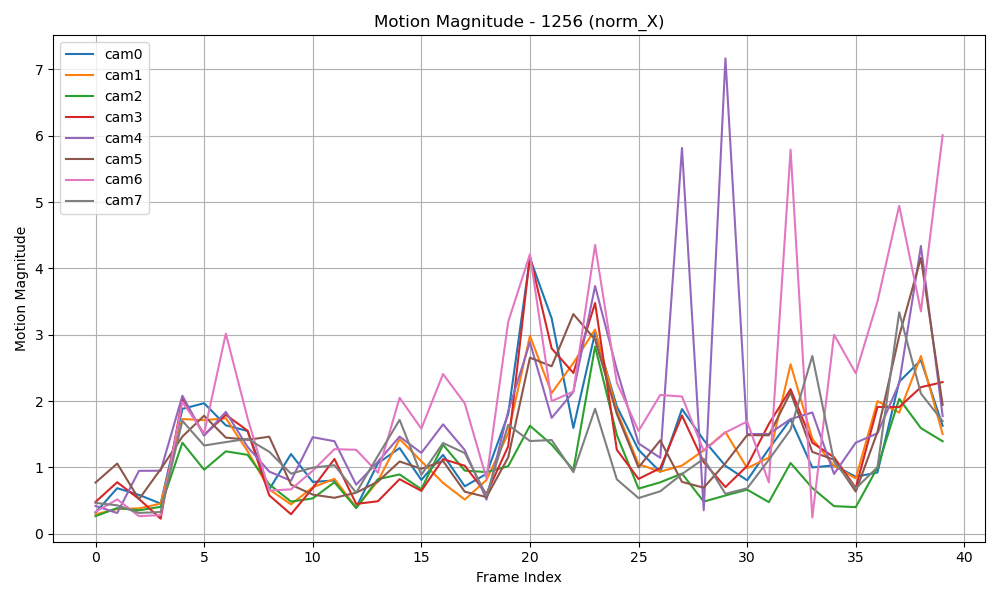 Motion Magnitude - 1256 (norm_X)
cam0
cam1
cam2
cam3
cam4
cam5
cam6
cam7
Motion Magnitude
7
6
5
4
3
2
1
0
0 5 10 15 20 25 30 35 40
Frame Index